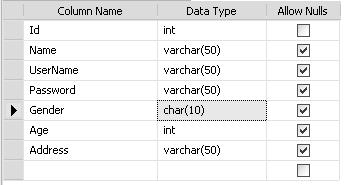 Column Name Data Type Allow Nulls
Id int
Name varchar(50)
UserName varchar(50)
Password varchar(50)
Gender char(10)
Age int
Address varchar(50)